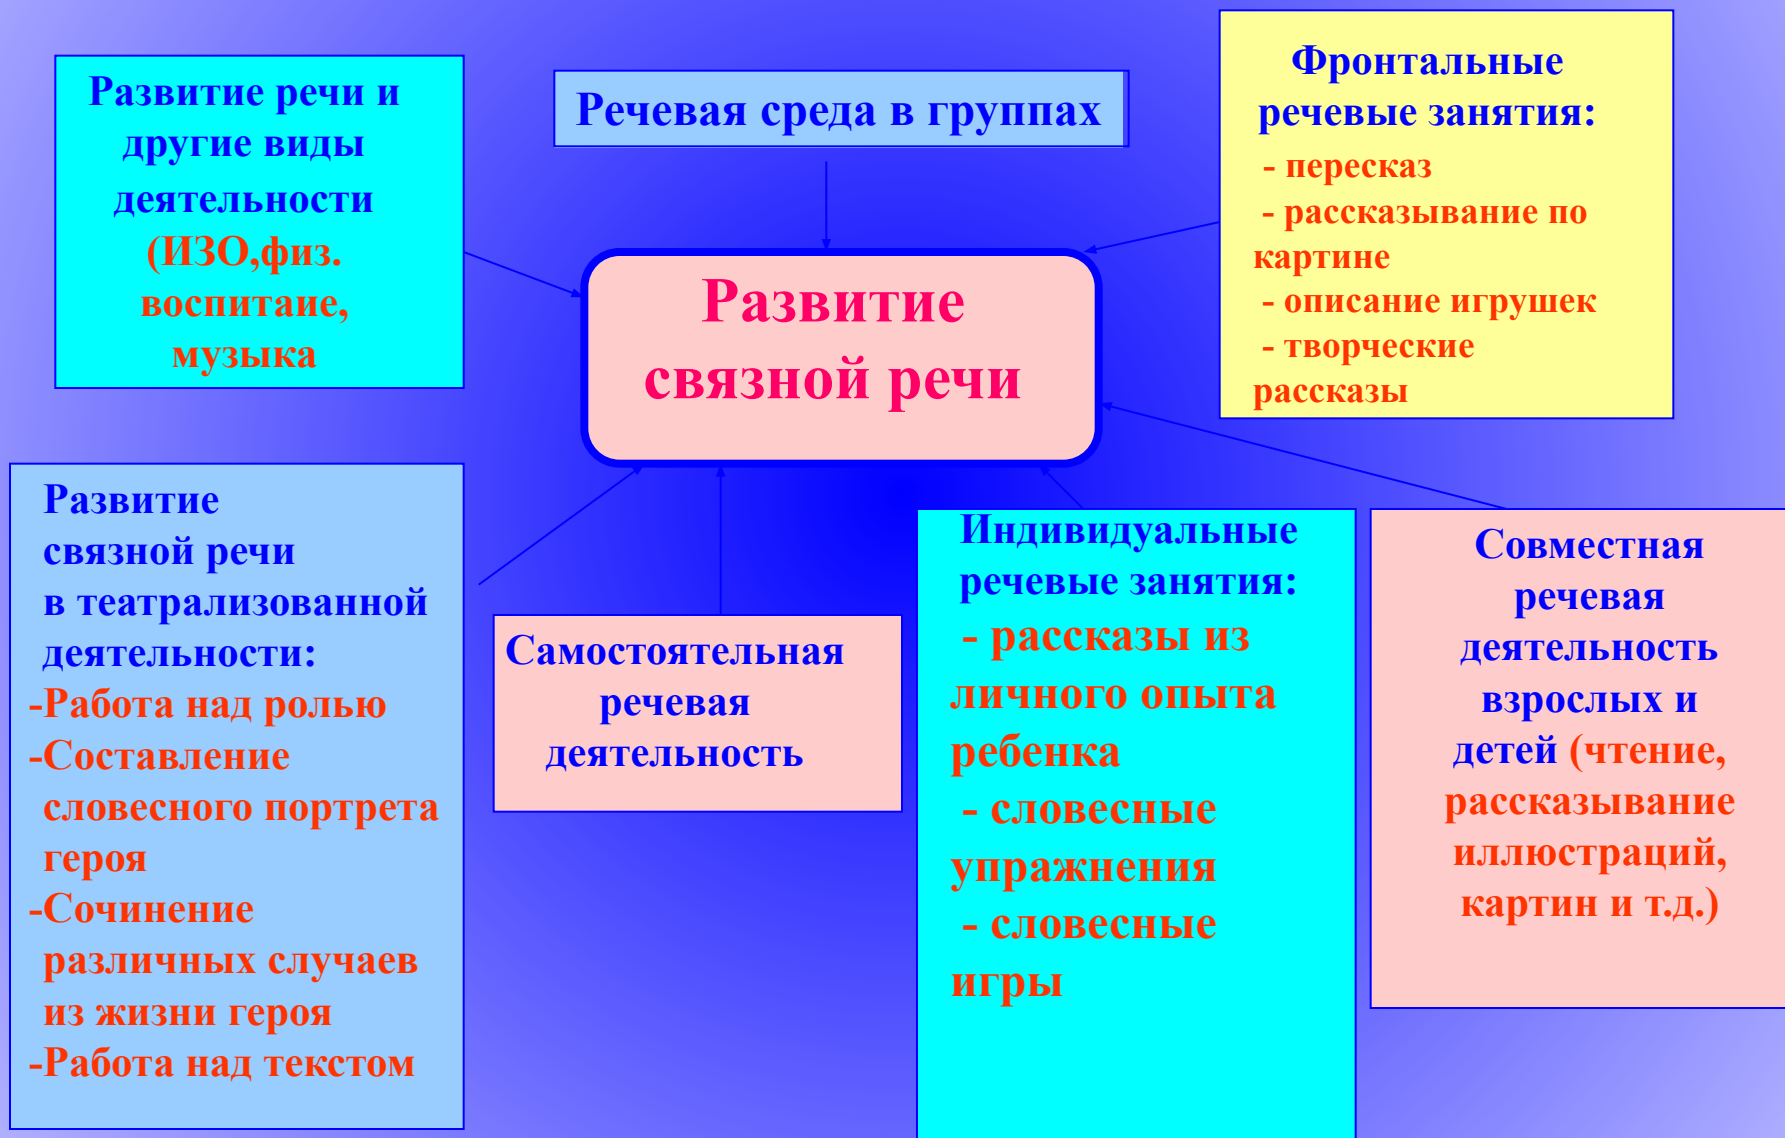 Развитие речи и
другие виды
деятельности
(ИЗО,физ.
воспитаие,
музыка
Речевая среда в группах
Фронтальные
речевые занятия:
- пересказ
- рассказывание по
картине
- описание игрушек
- творческие
рассказы
Развитие
связной речи
Развитие
связной речи
в театрализованной
деятельности:
-Работа над ролью
-Составление
словесного портрета
героя
-Сочинение
различных случаев
из жизни героя
-Работа над текстом
Самостоятельная
речевая
деятельность
Индивидуальные
речевые занятия:
- рассказы из
личного опыта
ребенка
- словесные
упражнения
- словесные
игры
Совместная
речевая
деятельность
взрослых и
детей (чтение,
рассказывание
иллюстраций,
картин и т.д.)